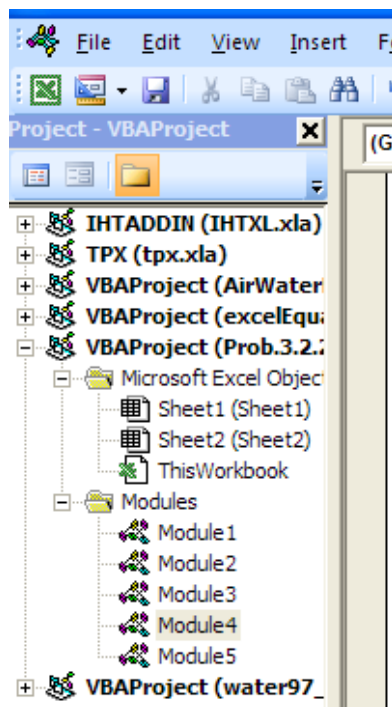 File Edit View Insert F
Project - VBAProject
(G
IHTADDIN (IHTXL.xla)
TPX (tpx.xla)
VBAProject (AirWater
VBAProject (excelEqua
VBAProject (Prob.3.2.2
Microsoft Excel Object
Sheet1 (Sheet1)
Sheet2 (Sheet2)
ThisWorkbook
Modules
Module1
Module2
Module3
Module4
Module5
VBAProject (water97_